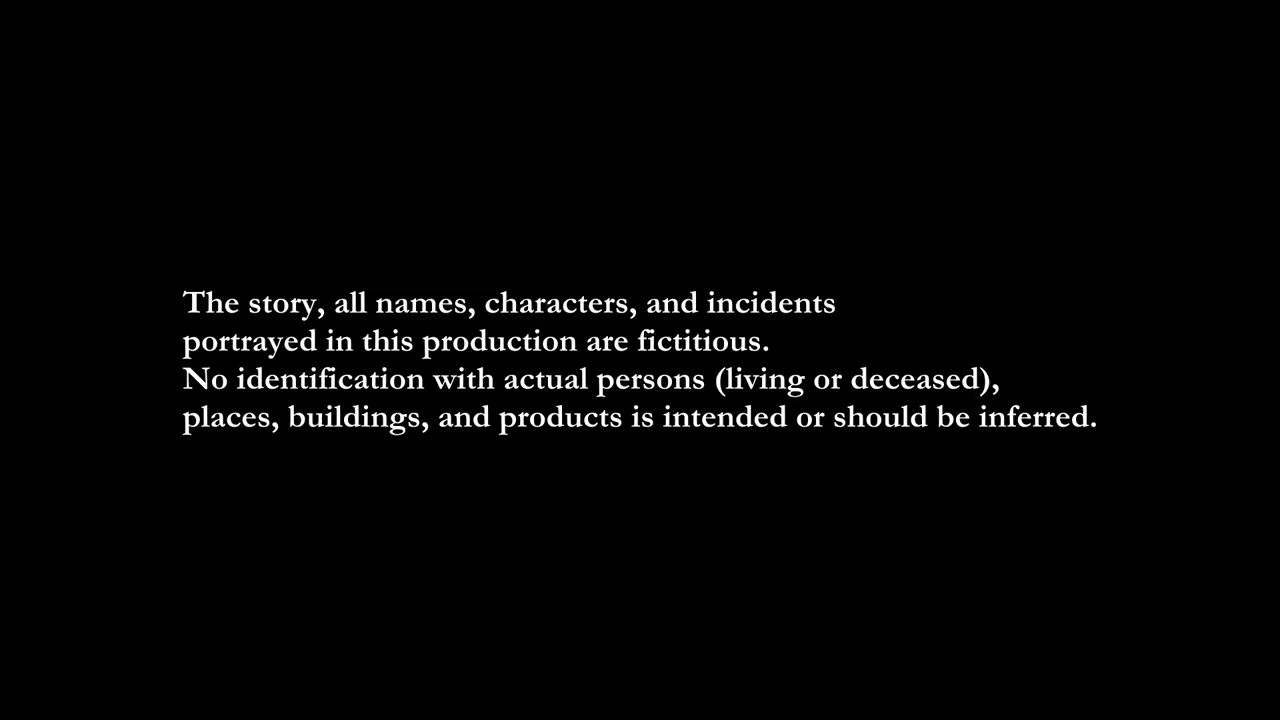 The story, all names, characters, and incidents
portrayed in this production are fictitious.
No identification with actual persons (living or deceased),
places, buildings, and products is intended or should be inferred.